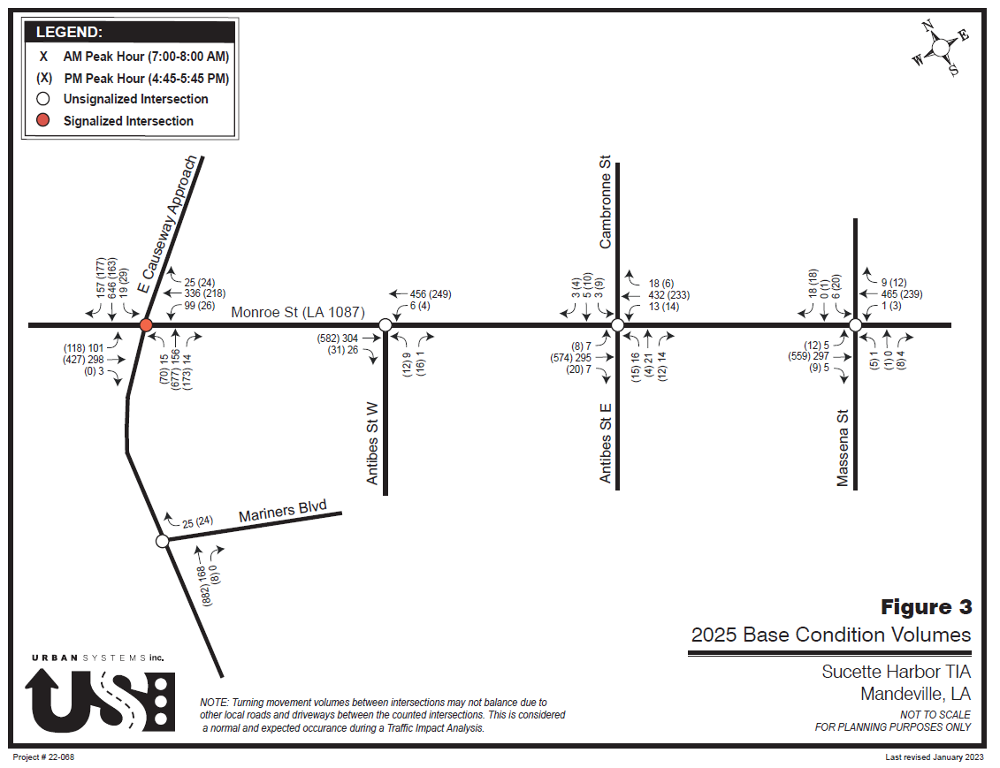 LEGEND:
X AM Peak Hour (7:00-8:00 AM)
(X) PM Peak Hour (4:45-5:45 PM)
Unsignalized Intersection
Signalized Intersection
N
E
W
S
E Causeway Approach
157 (177)
646 (163)
19 (29)
25 (24)
336 (218)
99 (26)
Monroe St (LA 1087)
(118) 101
(427) 298
(0) 3
(70) 15
(677) 156
(173) 14
456 (249)
6 (4)
(582) 304
(31) 26
(12) 9
(16) 1
Antibes St W
Cambronne St
3 (4)
5 (10)
3 (9)
18 (6)
432 (233)
13 (14)
(8) 7
(574) 295
(20) 7
(15) 16
(4) 21
(12) 14
Antibes St E
18 (18)
0 (1)
6 (20)
9 (12)
465 (239)
1 (3)
(12) 5
(559) 297
(9) 5
(5) 1
(1) 0
(8) 4
Massena St
25 (24)
Mariners Blvd
(882) 168
(8) 0
Figure 3
2025 Base Condition Volumes
Sucette Harbor TIA
Mandeville, LA
NOT TO SCALE
FOR PLANNING PURPOSES ONLY
URBAN SYSTEMS inc.
US
NOTE: Turning movement volumes between intersections may not balance due to
other local roads and driveways between the counted intersections. This is considered
a normal and expected occurance during a Traffic Impact Analysis.
Project # 22-068
Last revised January 2023